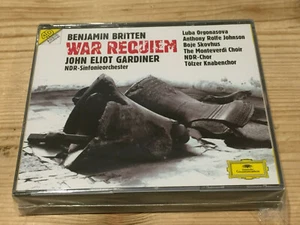 BENJAMIN BRITTEN
WAR REQUIEM
JOHN ELIOT GARDINER
NDR-Sinfonieorchester
Luba Orgonasova
Anthony Rolfe Johnson
Boje Skovhus
The Monteverdi Choir
NDR-Chor
Tölzer Knabenchor